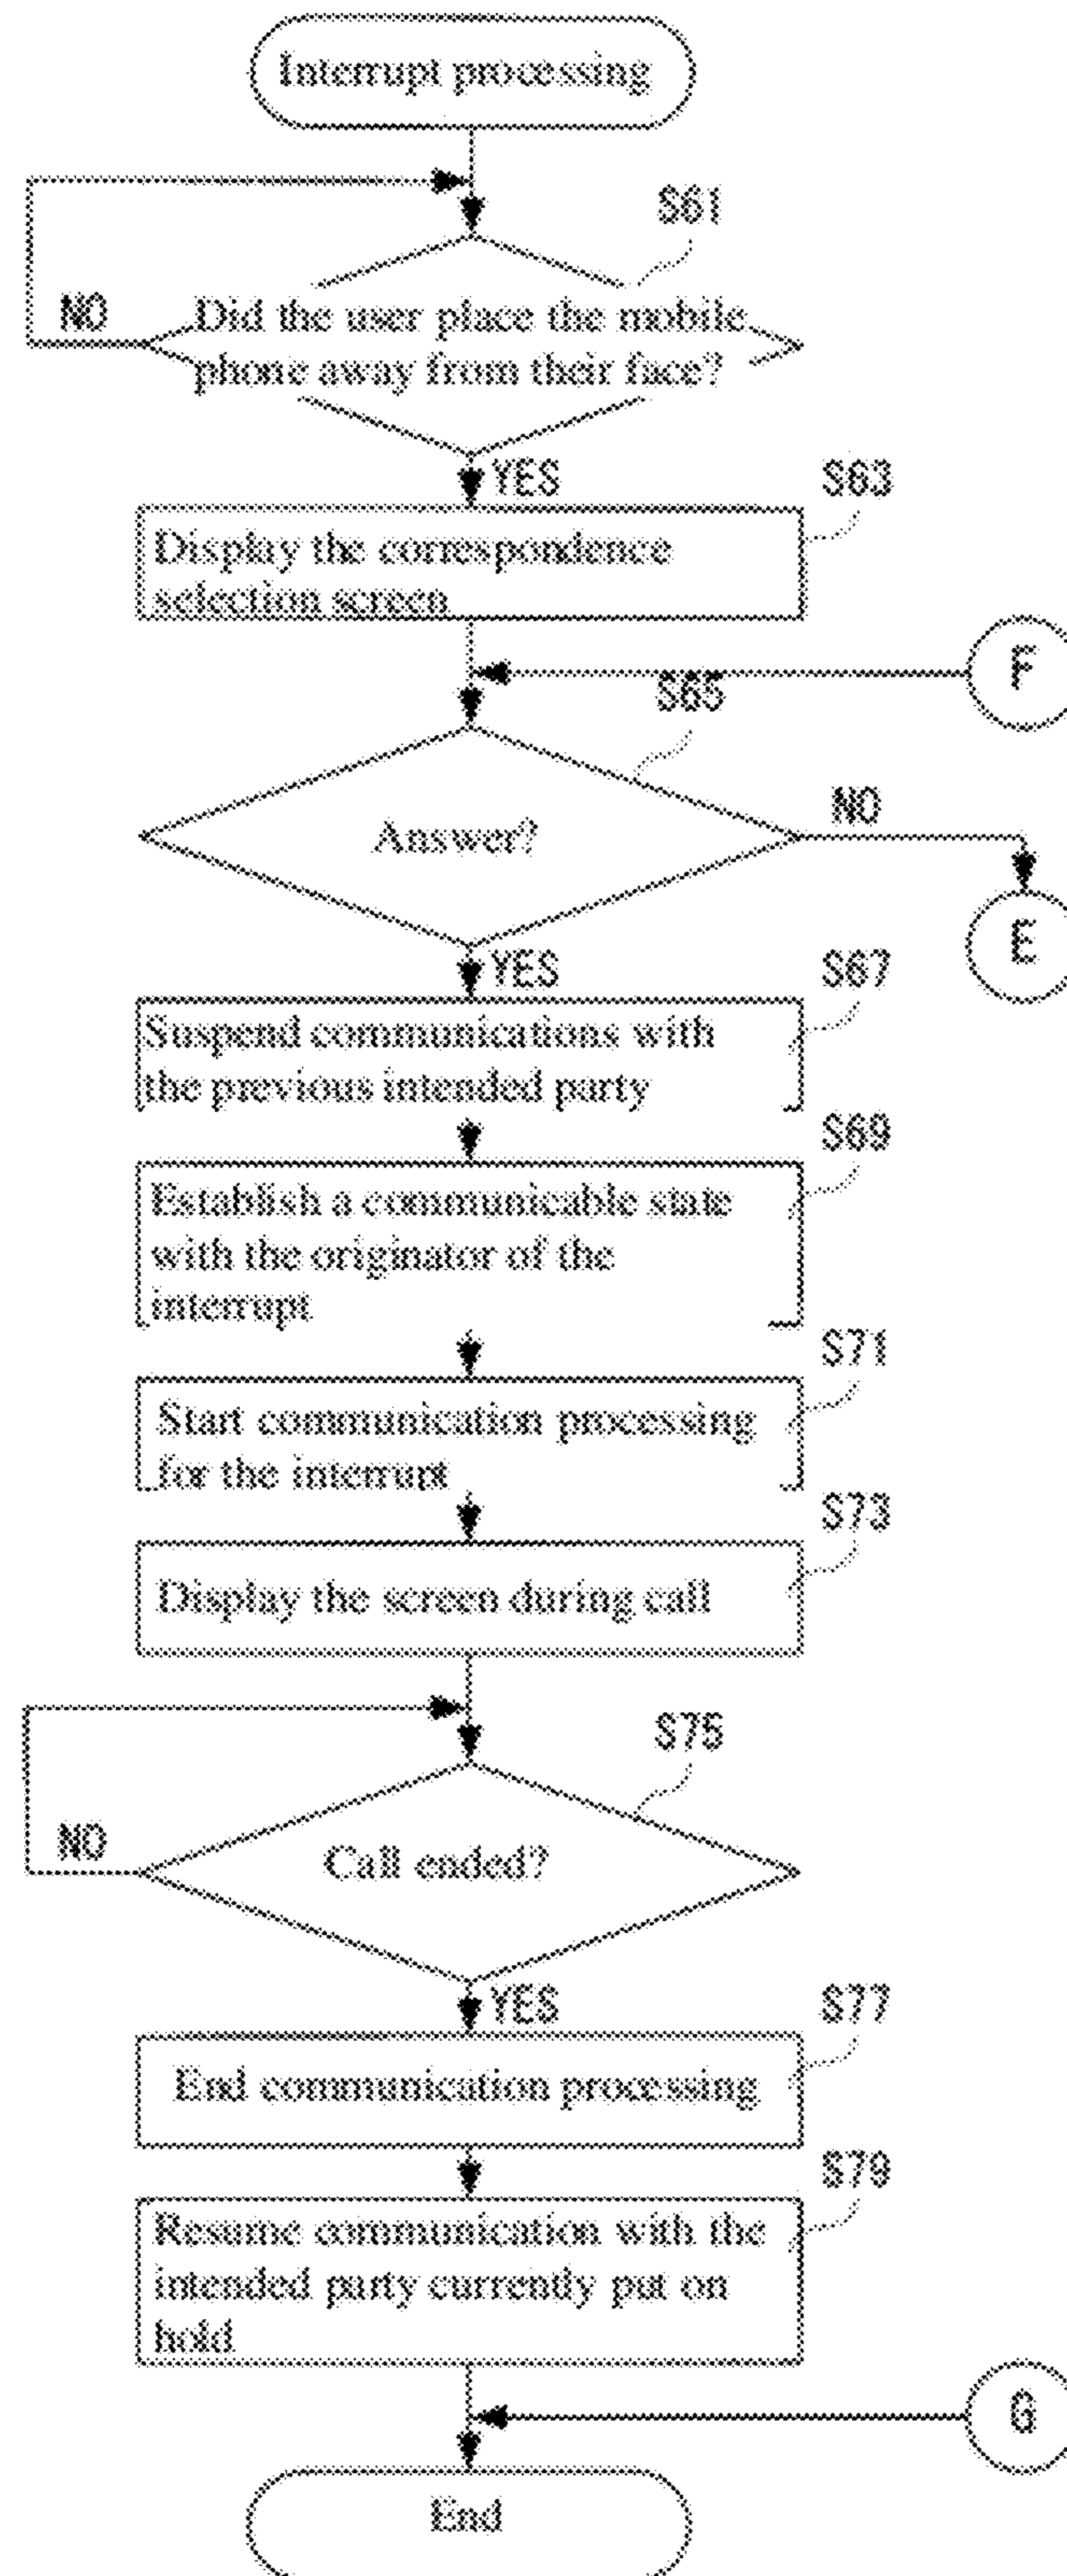 Interrupt processing
S61
NO
Did the user place the mobile
phone away from their face?
YES
S63
Display the correspondence
selection screen
F
S65
Answer?
NO
E
YES
S67
Suspend communications with
the previous intended party
S69
Establish a communicable state
with the originator of the
interrupt
S71
Start communication processing
for the interrupt
S73
Display the screen during call
S75
NO
Call ended?
YES
S77
End communication processing
S79
Resume communication with the
intended party currently put on
hold
G
End